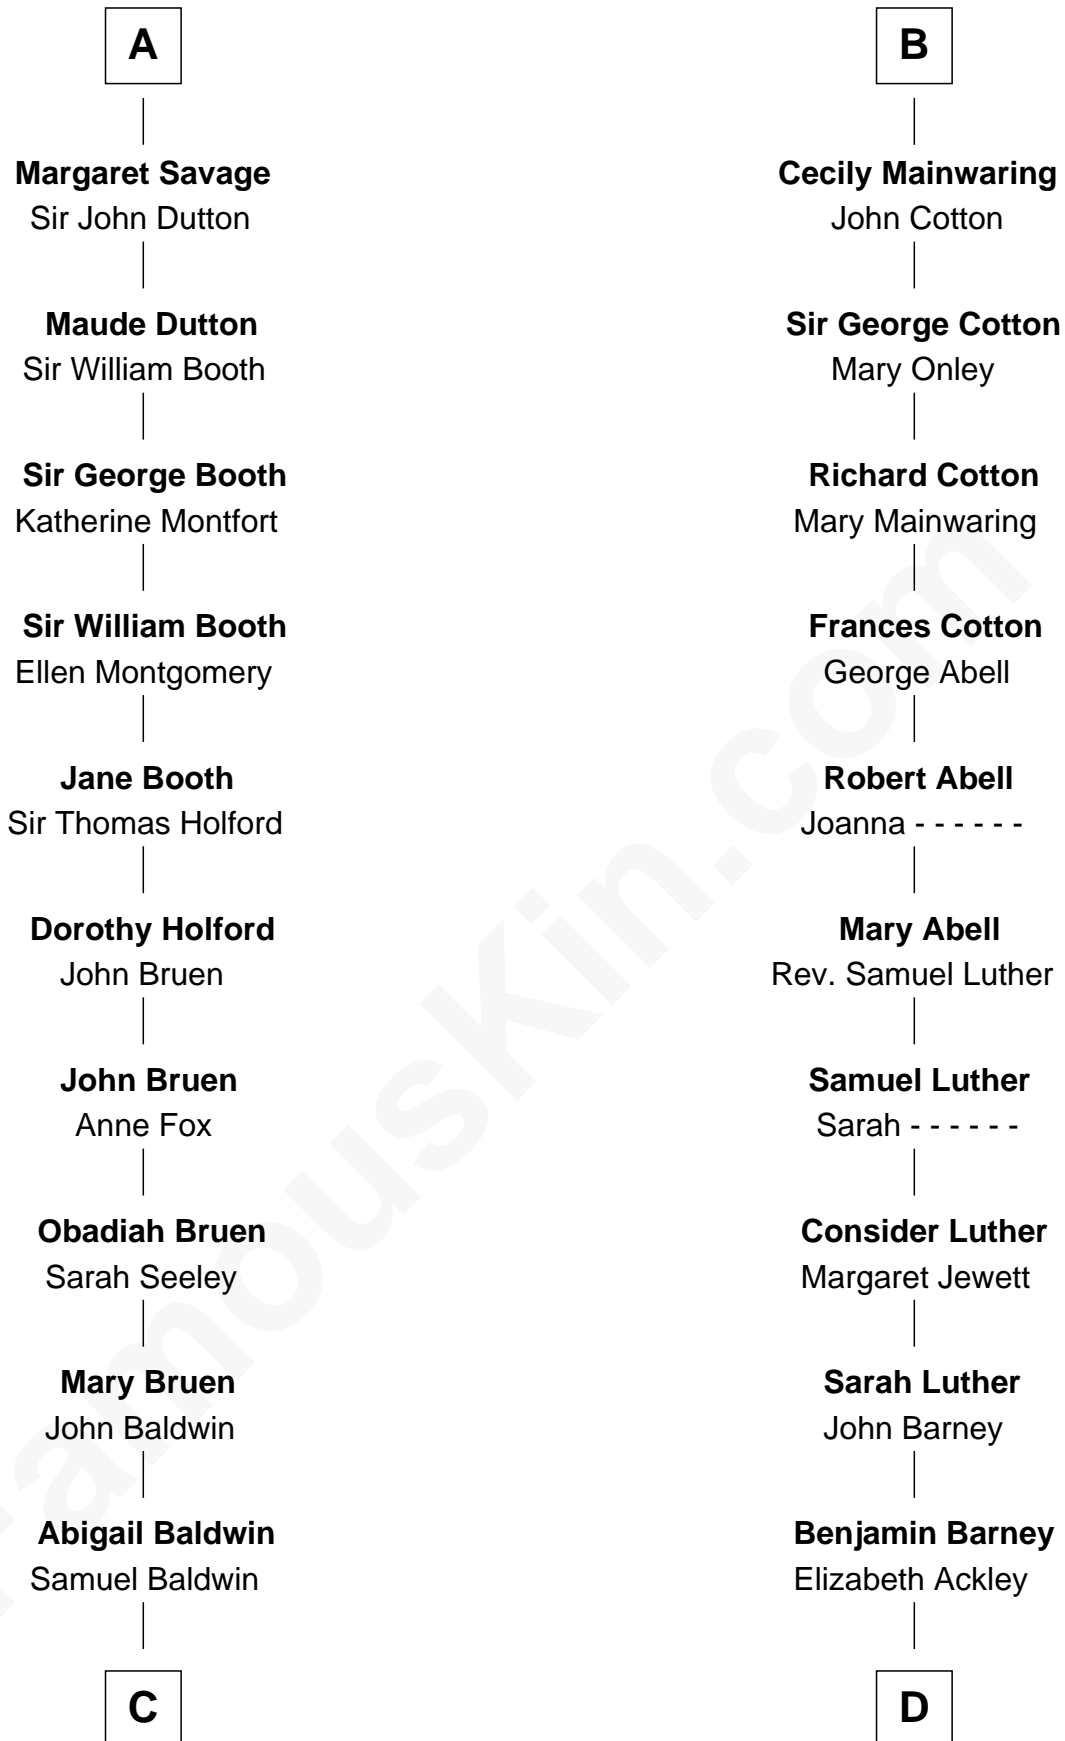 A
Margaret Savage
Sir John Dutton
Maude Dutton
Sir William Booth
Sir George Booth
Katherine Montfort
Sir William Booth
Ellen Montgomery
Jane Booth
Sir Thomas Holford
Dorothy Holford
John Bruen
John Bruen
Anne Fox
Obadiah Bruen
Sarah Seeley
Mary Bruen
John Baldwin
Abigail Baldwin
Samuel Baldwin
C
B
Cecily Mainwaring
John Cotton
Sir George Cotton
Mary Onley
Richard Cotton
Mary Mainwaring
Frances Cotton
George Abell
Robert Abell
Joanna - - - - - -
Mary Abell
Rev. Samuel Luther
Samuel Luther
Sarah - - - - - -
Consider Luther
Margaret Jewett
Sarah Luther
John Barney
Benjamin Barney
Elizabeth Ackley
D
FamousKin.com